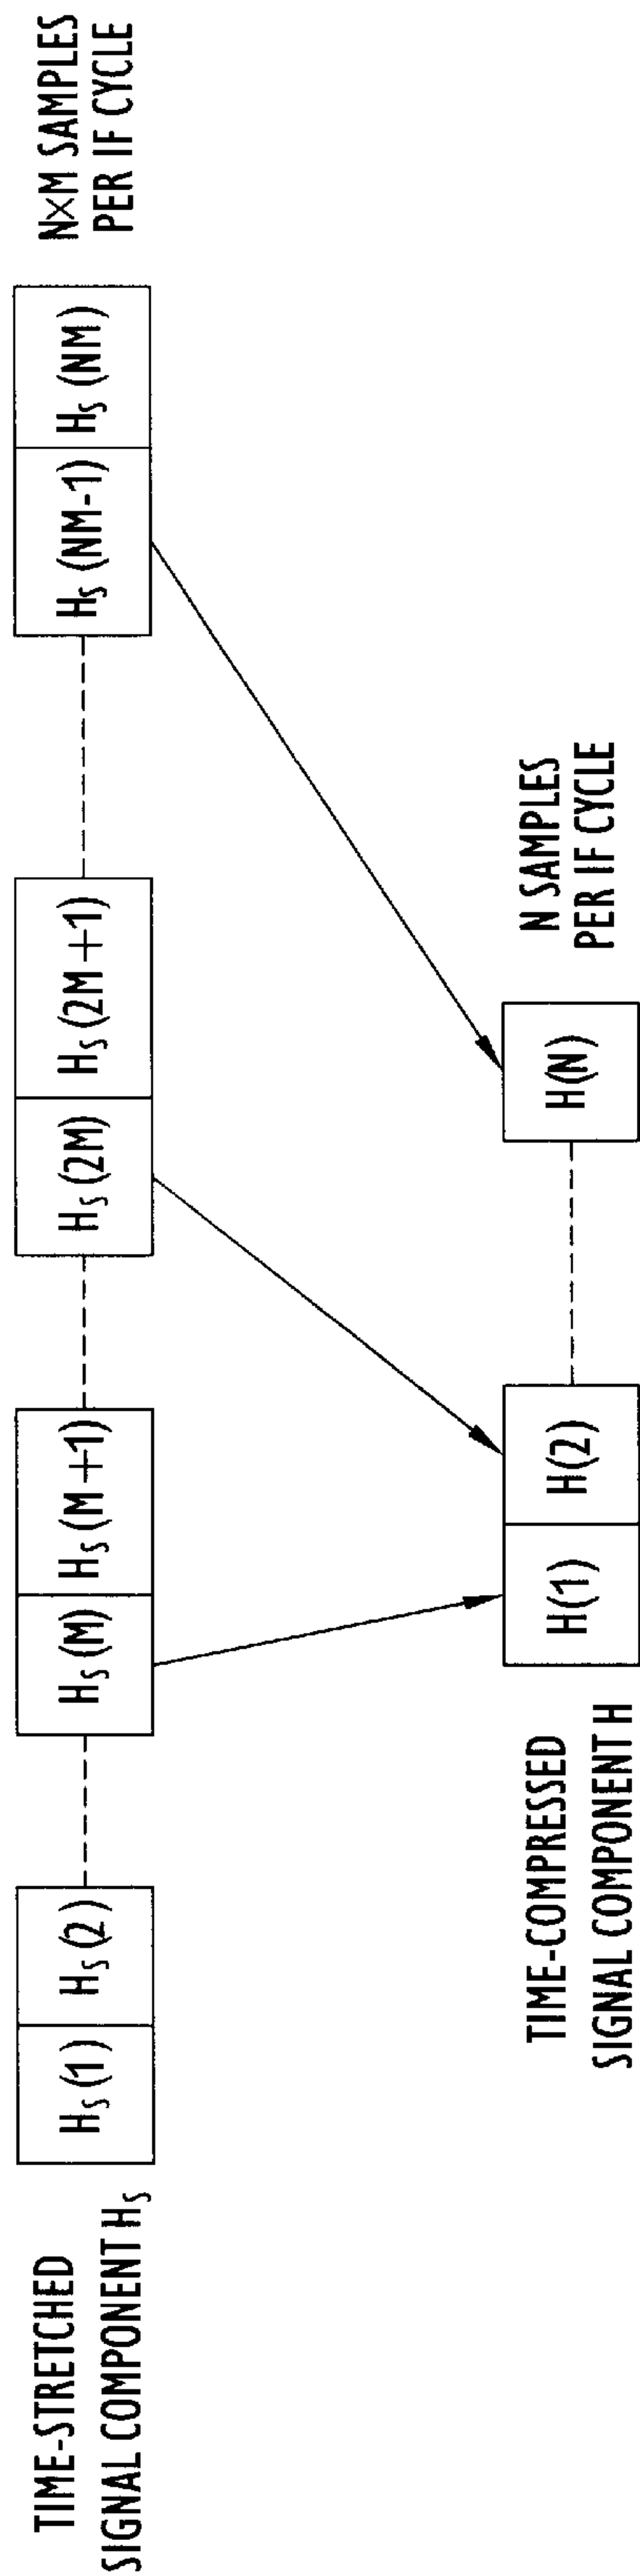 TIME-STRETCHED
SIGNAL COMPONENT HS
HS(1) HS(2) HS(M) HS(M+1) HS(2M) HS(2M+1) HS(NM-1) HS(NM)
N×M SAMPLES
PER IF CYCLE
TIME-COMPRESSED
SIGNAL COMPONENT H
H(1) H(2) H(N)
N SAMPLES
PER IF CYCLE